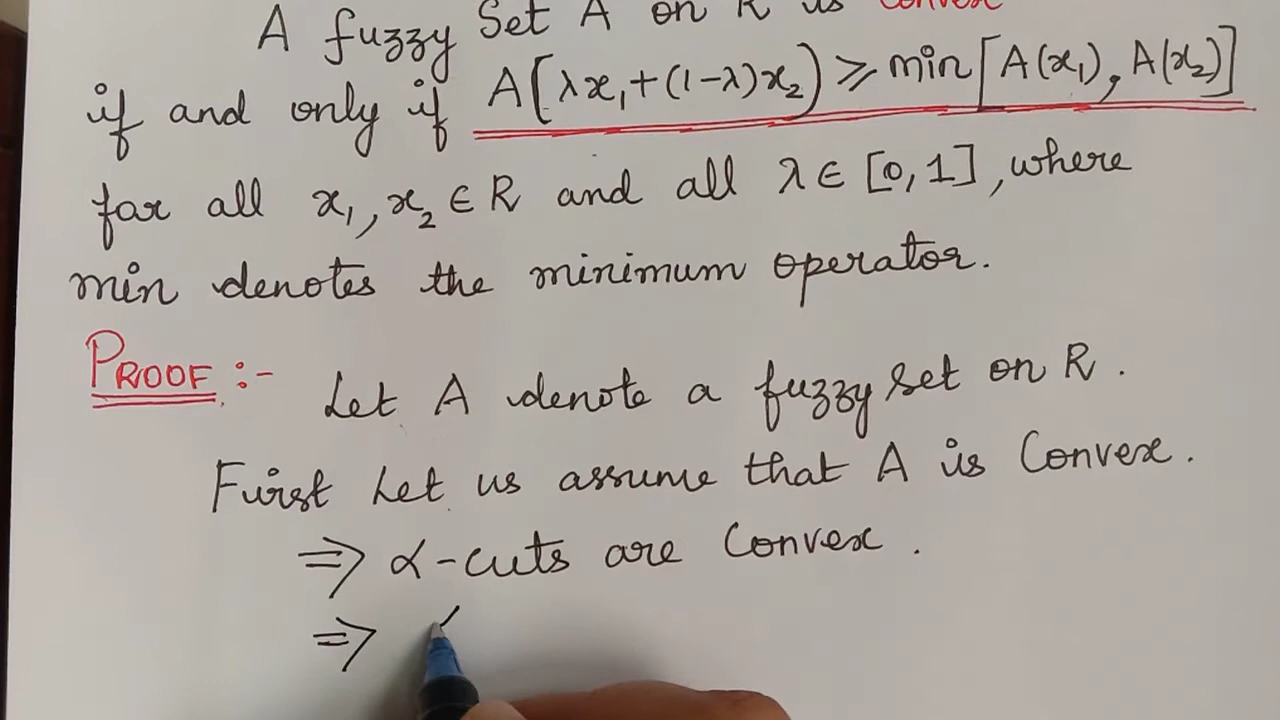 A fuzzy Set A on R is convex
if and only if A[λx₁+(1-λ)x₂) ⩾ min[A(x₁), A(x₂)]
for all x₁, x₂ ∈ R and all λ ∈ [0,1], where
min denotes the minimum operator.
PROOF :- Let A denote a fuzzy set on R.
First Let us assume that A is Convex.
⇒ α-cuts are Convex.
⇒